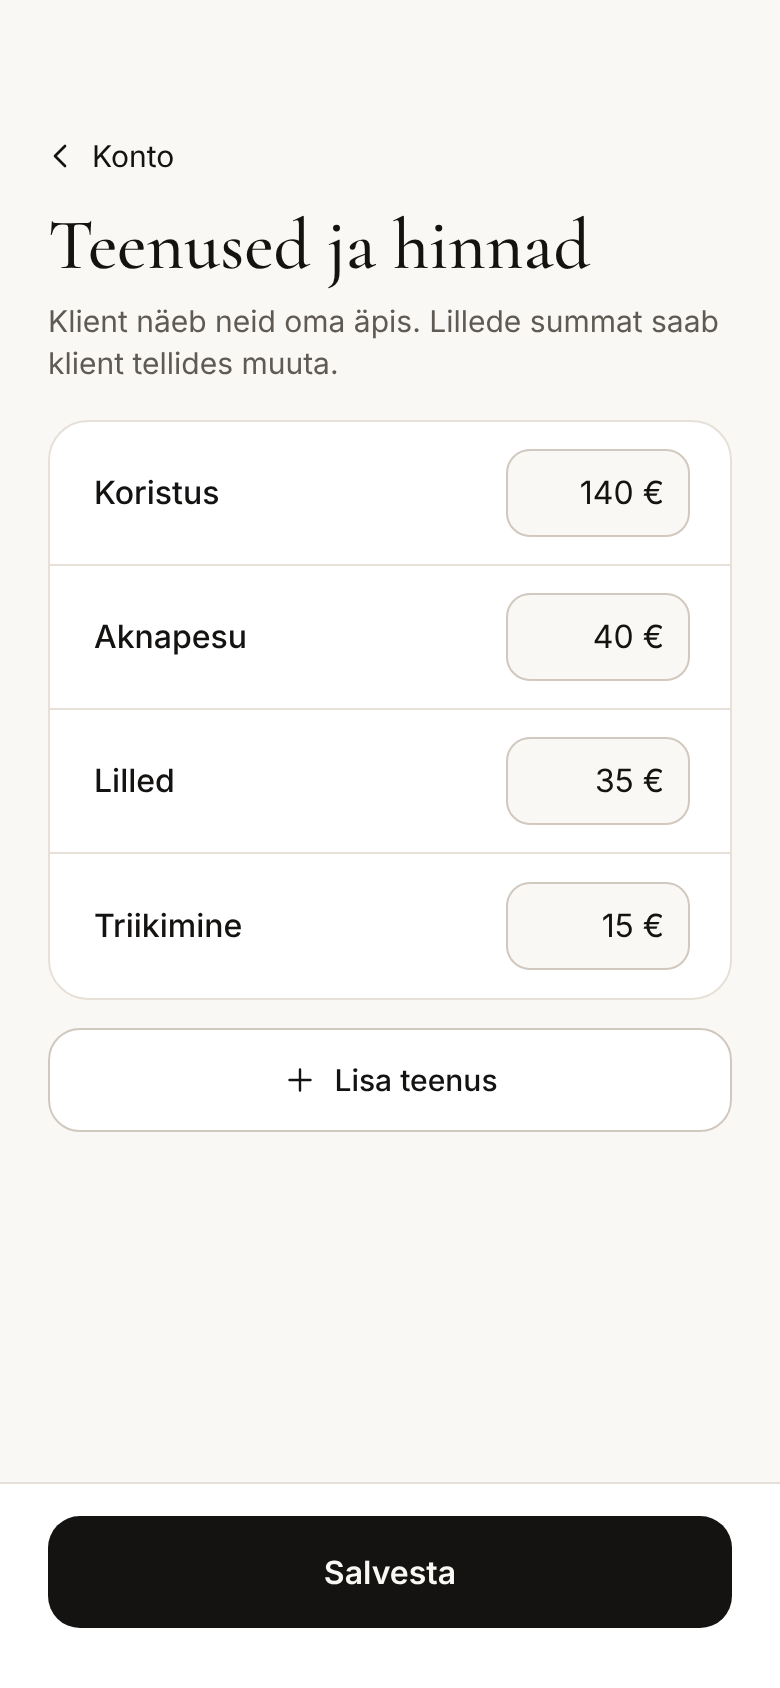 Konto
Teenused ja hinnad
Klient näeb neid oma äpis. Lillede summat saab
klient tellides muuta.
Koristus 140 €
Aknapesu 40 €
Lilled 35 €
Triikimine 15 €
+ Lisa teenus
Salvesta